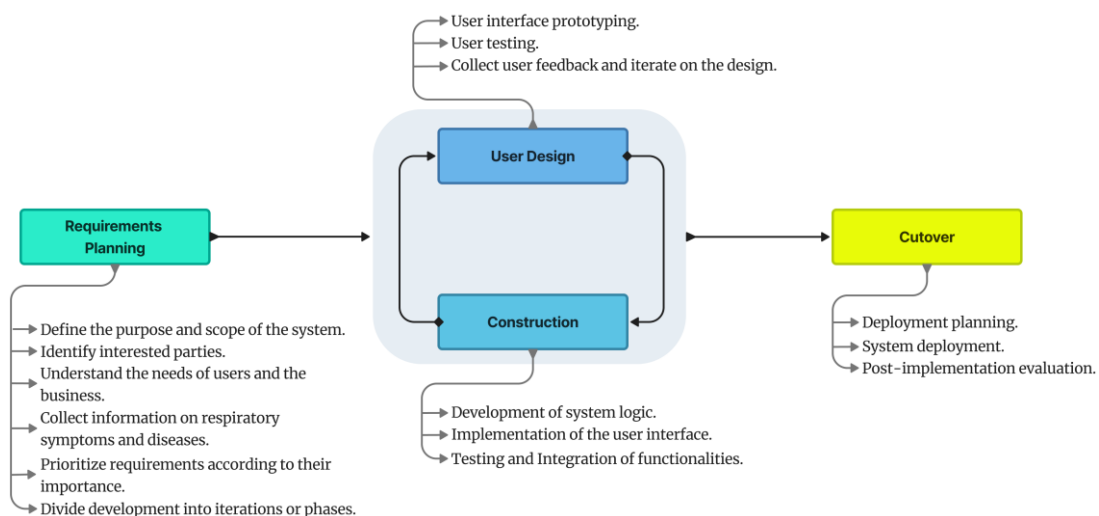 User interface prototyping.
User testing.
Collect user feedback and iterate on the design.
User Design
Requirements
Planning
Cutover
Construction
Define the purpose and scope of the system.
Identify interested parties.
Understand the needs of users and the
business.
Collect information on respiratory
symptoms and diseases.
Prioritize requirements according to their
importance.
Divide development into iterations or phases.
Development of system logic.
Implementation of the user interface.
Testing and Integration of functionalities.
Deployment planning.
System deployment.
Post-implementation evaluation.